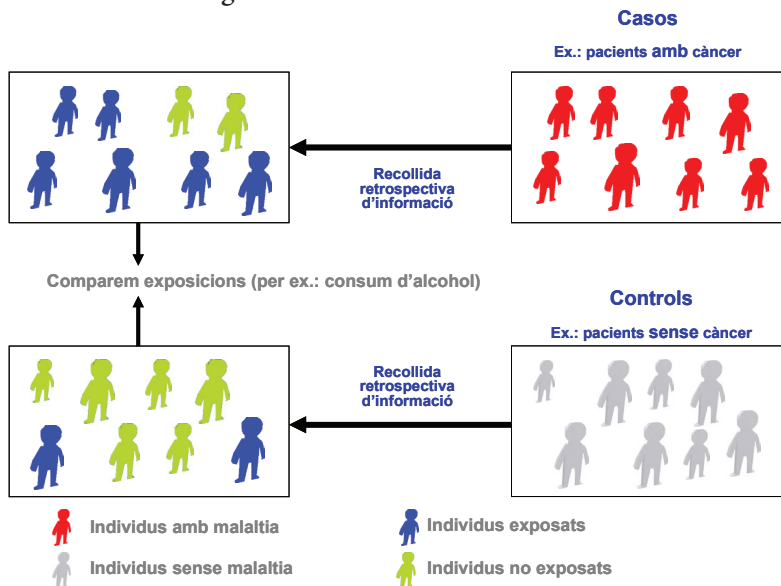 Casos
Ex.: pacients amb càncer
Recollida
retrospectiva
d'informació
Comparem exposicions (per ex.: consum d'alcohol)
Controls
Ex.: pacients sense càncer
Recollida
retrospectiva
d'informació
Individus amb malaltia
Individus exposats
Individus sense malaltia
Individus no exposats